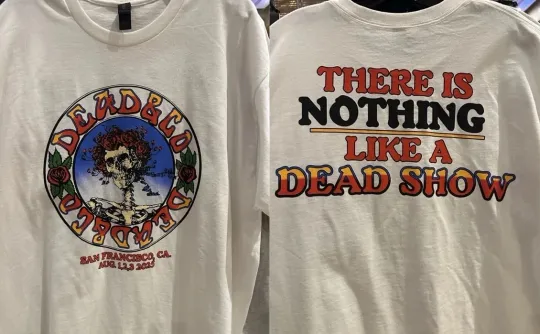 DEAD&CO
DEAD&CO
SAN FRANCISCO, CA.
AUG. 1,2,3 2025
THERE IS
NOTHING
LIKE A
DEAD SHOW